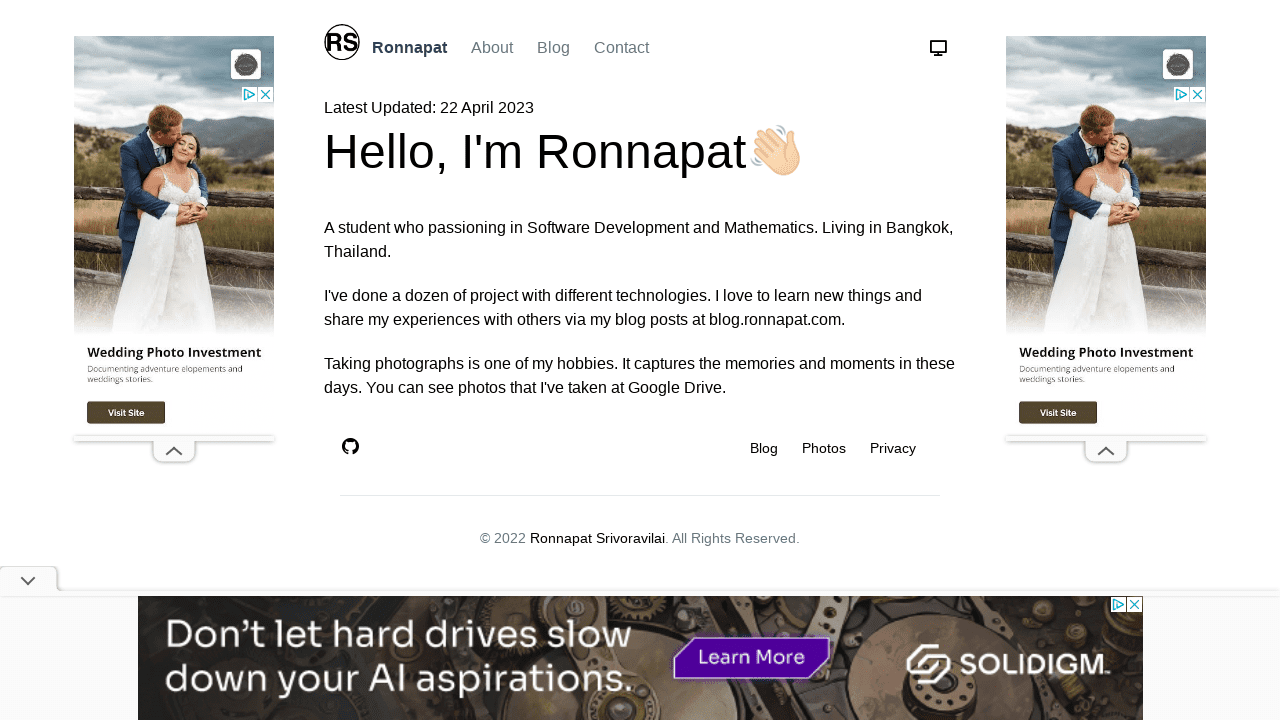 RS
Ronnapat About Blog Contact
Latest Updated: 22 April 2023
Hello, I'm Ronnapat👋🏻
A student who passioning in Software Development and Mathematics. Living in Bangkok,
Thailand.
I've done a dozen of project with different technologies. I love to learn new things and
share my experiences with others via my blog posts at blog.ronnapat.com.
Taking photographs is one of my hobbies. It captures the memories and moments in these
days. You can see photos that I've taken at Google Drive.
Blog Photos Privacy
© 2022 Ronnapat Srivoravilai. All Rights Reserved.
Wedding Photo Investment
Documenting adventure elopements and
weddings stories.
Visit Site
Wedding Photo Investment
Documenting adventure elopements and
weddings stories.
Visit Site
Don't let hard drives slow
down your AI aspirations.
Learn More
SOLIDIGM